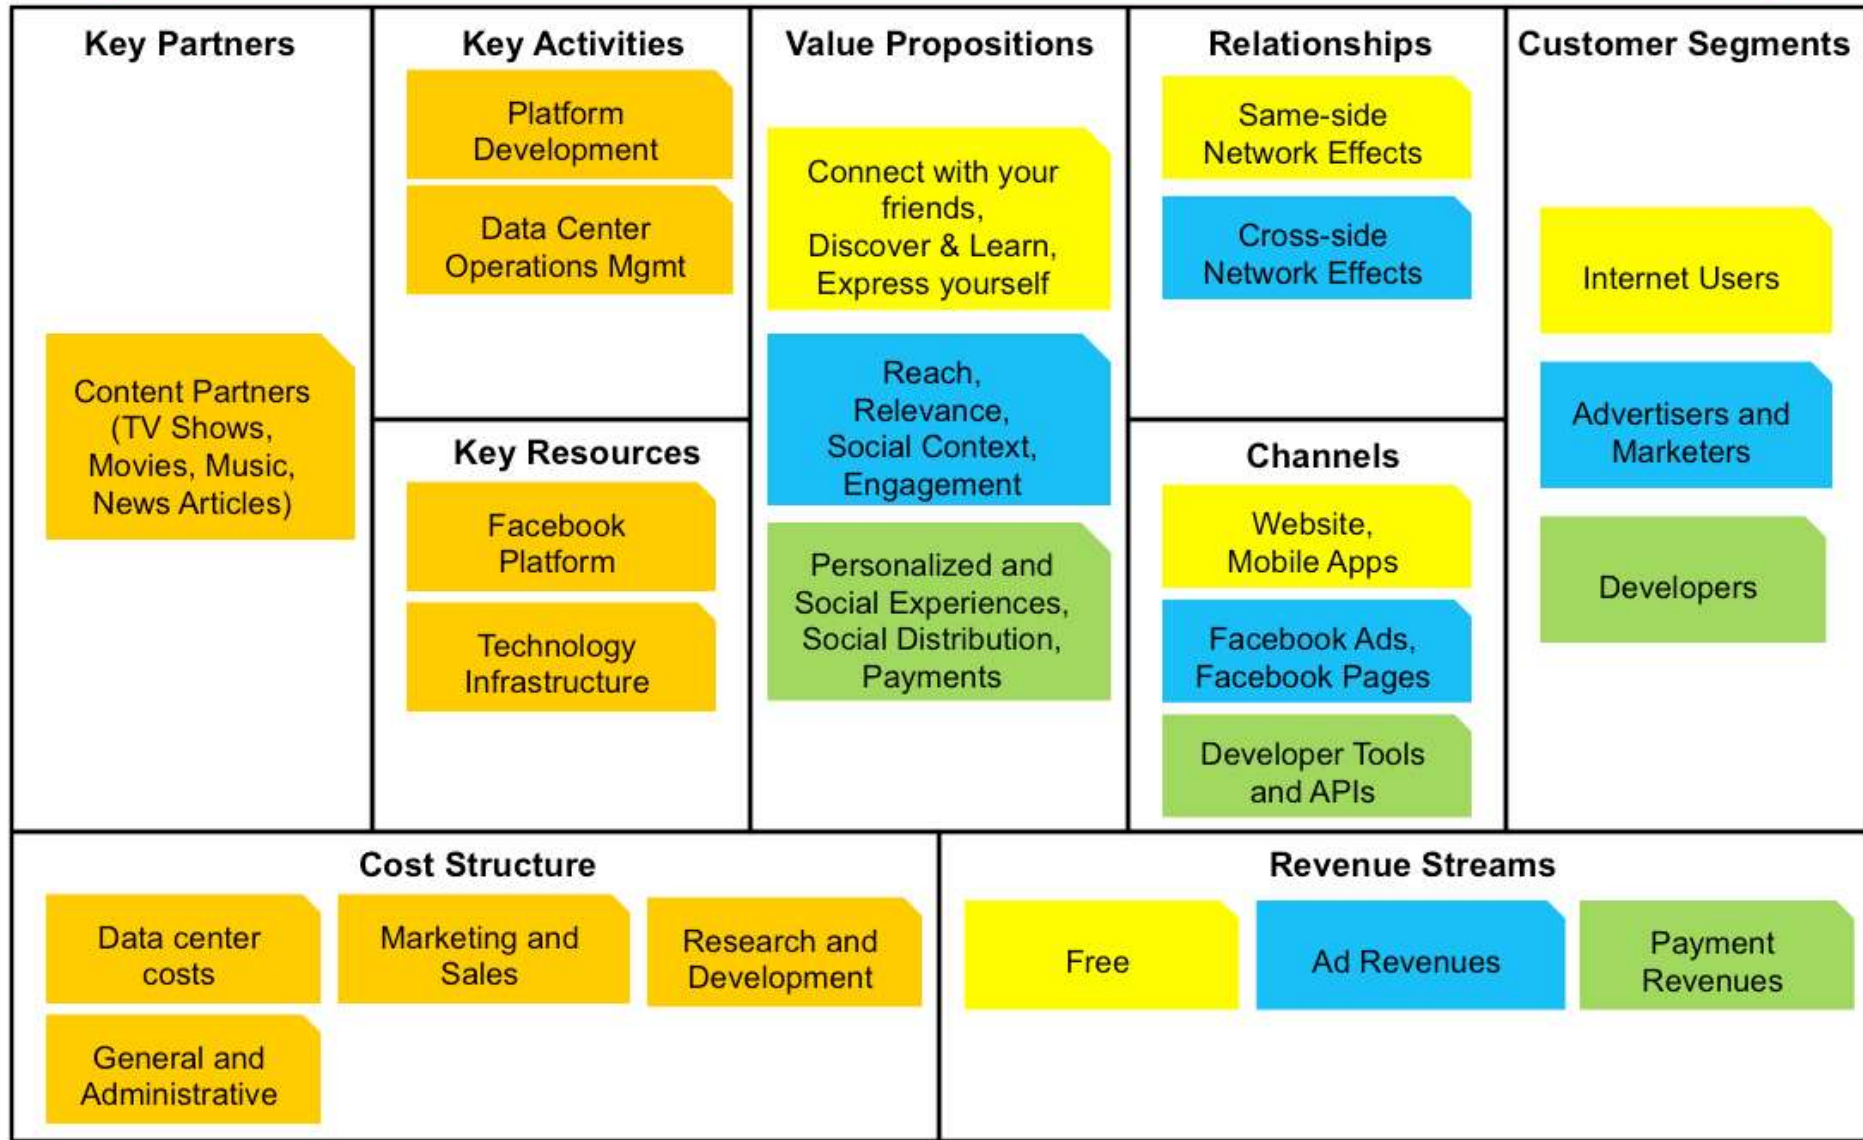 Key Partners
Content Partners
(TV Shows,
Movies, Music,
News Articles)
Key Activities
Platform
Development
Data Center
Operations Mgmt
Key Resources
Facebook
Platform
Technology
Infrastructure
Value Propositions
Connect with your
friends,
Discover & Learn,
Express yourself
Reach,
Relevance,
Social Context,
Engagement
Personalized and
Social Experiences,
Social Distribution,
Payments
Relationships
Same-side
Network Effects
Cross-side
Network Effects
Channels
Website,
Mobile Apps
Facebook Ads,
Facebook Pages
Developer Tools
and APIs
Customer Segments
Internet Users
Advertisers and
Marketers
Developers
Cost Structure
Data center
costs
Marketing and
Sales
Research and
Development
General and
Administrative
Revenue Streams
Free
Ad Revenues
Payment
Revenues